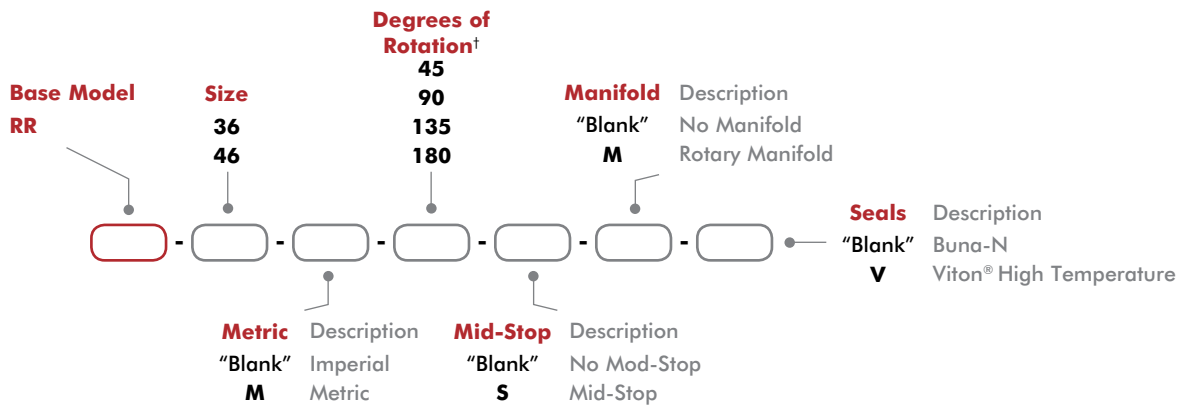 Degrees of
Rotation†
45
90
135
180
Base Model
RR
Size
36
46
Manifold Description
"Blank" No Manifold
M Rotary Manifold
- - - - - -
Seals Description
"Blank" Buna-N
V Viton® High Temperature
Metric Description
"Blank" Imperial
M Metric
Mid-Stop Description
"Blank" No Mod-Stop
S Mid-Stop